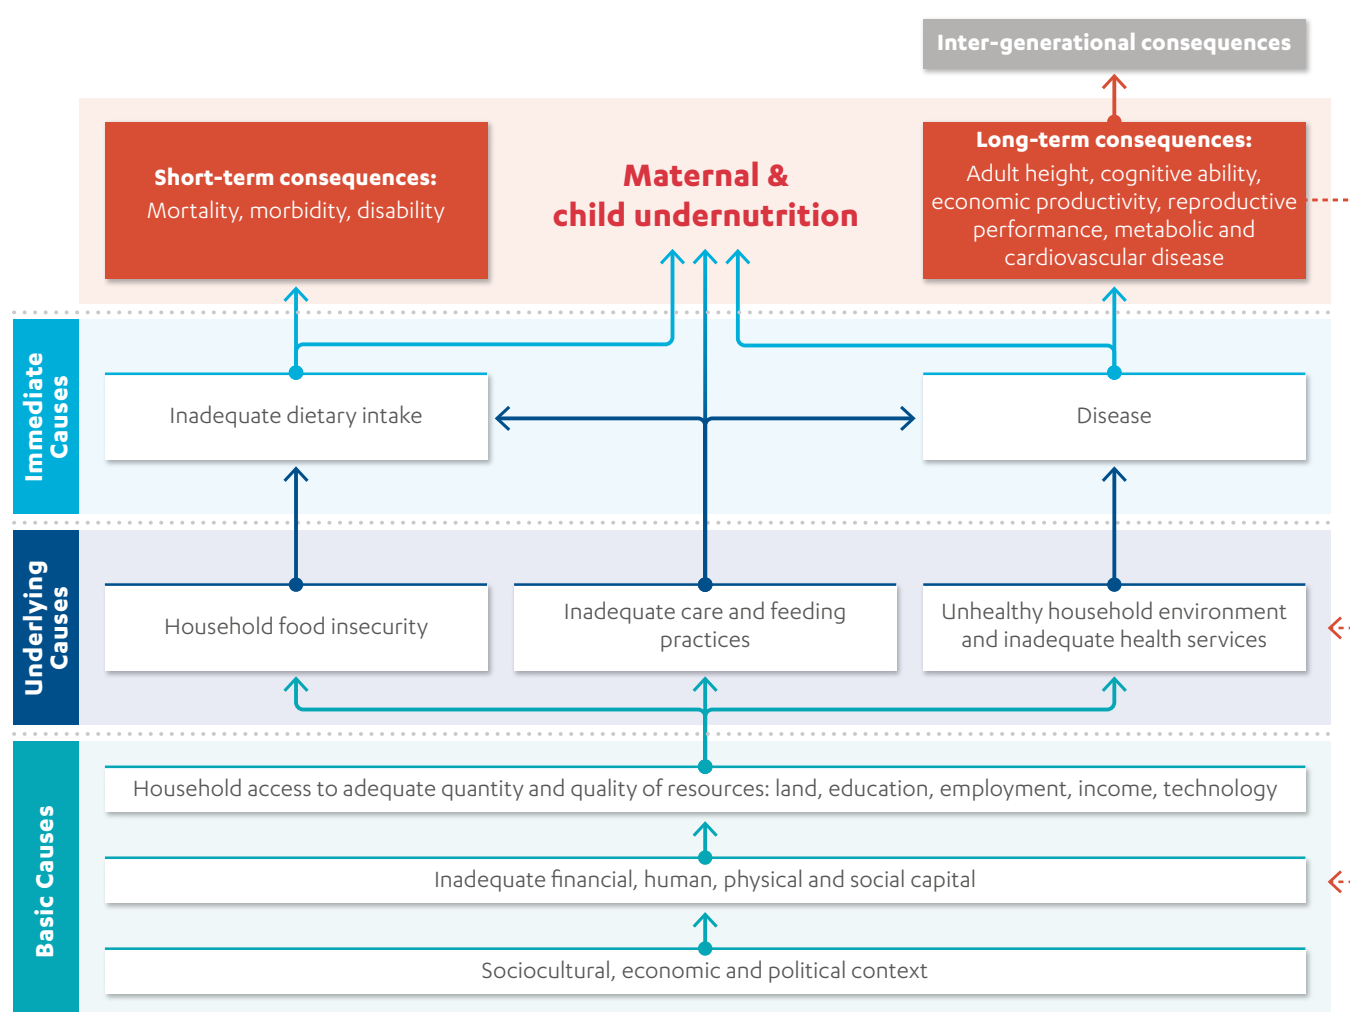 Inter-generational consequences
Short-term consequences:
Mortality, morbidity, disability
Maternal &
child undernutrition
Long-term consequences:
Adult height, cognitive ability,
economic productivity, reproductive
performance, metabolic and
cardiovascular disease
Immediate
Causes
Inadequate dietary intake
Disease
Underlying
Causes
Household food insecurity
Inadequate care and feeding
practices
Unhealthy household environment
and inadequate health services
Basic Causes
Household access to adequate quantity and quality of resources: land, education, employment, income, technology
Inadequate financial, human, physical and social capital
Sociocultural, economic and political context